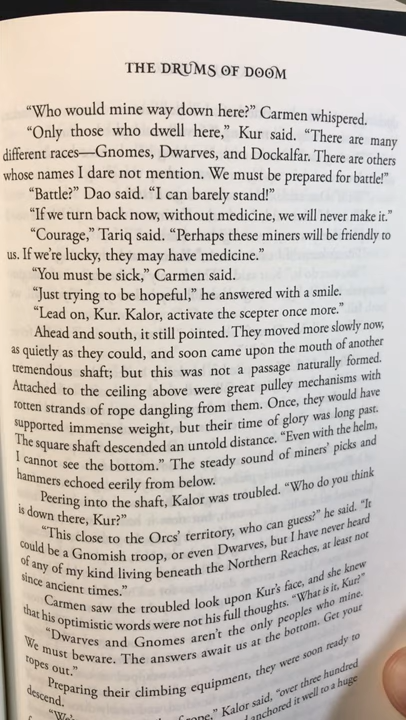 THE DRUMS OF DOOM
“Who would mine way down here?” Carmen whispered.
“Only those who dwell here,” Kur said. “There are many
different races—Gnomes, Dwarves, and Dockalfar. There are others
whose names I dare not mention. We must be prepared for battle!”
“Battle?” Dao said. “I can barely stand!”
“If we turn back now, without medicine, we will never make it.”
“Courage,” Tariq said. “Perhaps these miners will be friendly to
us. If we’re lucky, they may have medicine.”
“You must be sick,” Carmen said.
“Just trying to be hopeful,” he answered with a smile.
“Lead on, Kur. Kalor, activate the scepter once more.”
Ahead and south, it still pointed. They moved more slowly now,
as quietly as they could, and soon came upon the mouth of another
tremendous shaft; but this was not a passage naturally formed.
Attached to the ceiling above were great pulley mechanisms with
rotten strands of rope dangling from them. Once, they would have
supported immense weight, but their time of glory was long past.
The square shaft descended an untold distance. “Even with the helm,
I cannot see the bottom.” The steady sound of miners’ picks and
hammers echoed eerily from below.
Peering into the shaft, Kalor was troubled. “Who do you think
is down there, Kur?”
“This close to the Orcs’ territory, who can guess?” he said. “It
could be a Gnomish troop, or even Dwarves, but I have never heard
of any of my kind living beneath the Northern Reaches, at least not
since ancient times.”
Carmen saw the troubled look upon Kur’s face, and she knew
that his optimistic words were not his full thoughts. “What is it, Kur?”
“Dwarves and Gnomes aren’t the only peoples who mine.
We must beware. The answers await us at the bottom. Get your
ropes out.”
Preparing their climbing equipment, they were soon ready to
descend.
Kalor said, “over three hundred
anchored it well to a huge